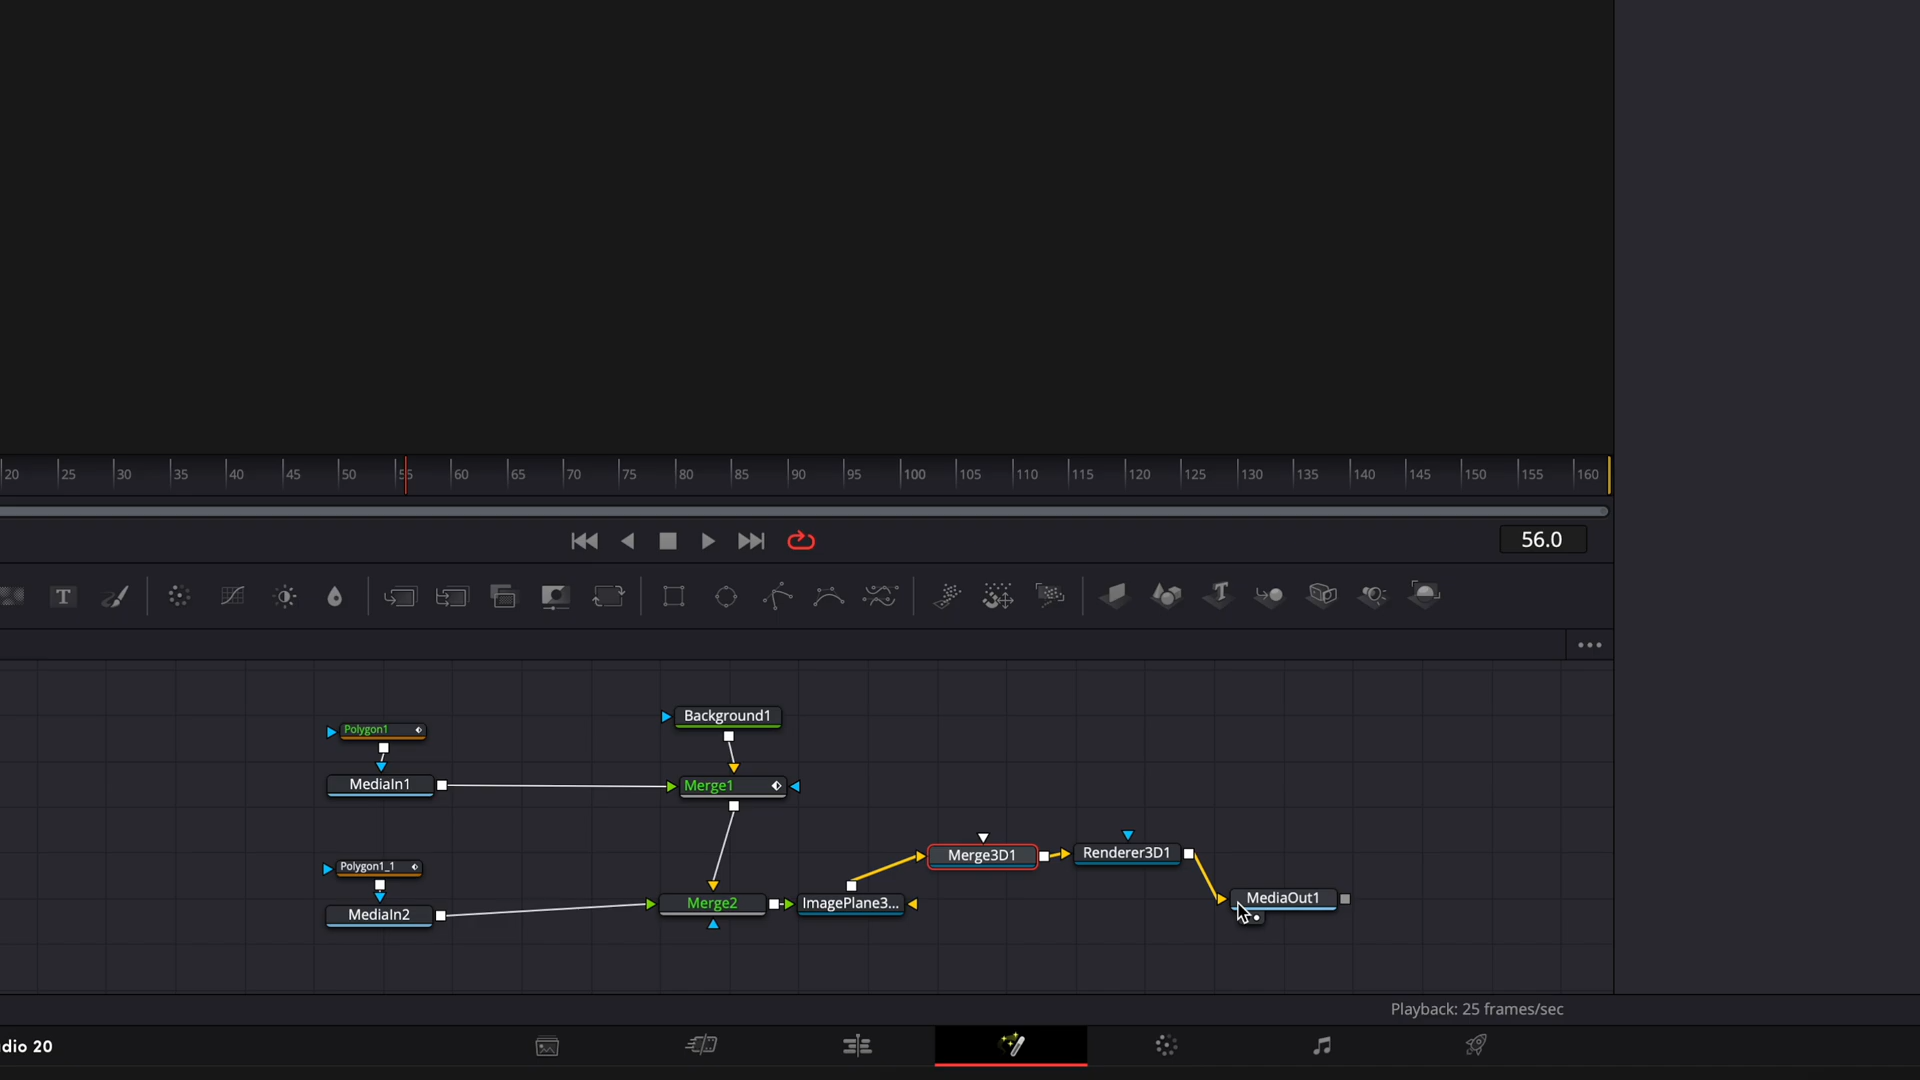 20 25 30 35 40 45 50 55 60 65 70 75 80 85 90 95 100 105 110 115 120 125 130 135 140 145 150 155 160
56.0
T
Background1
Polygon1
MediaIn1
Merge1
Merge3D1
Renderer3D1
Polygon1_1
MediaOut1
Merge2
ImagePlane3...
MediaIn2
Playback: 25 frames/sec
dio 20